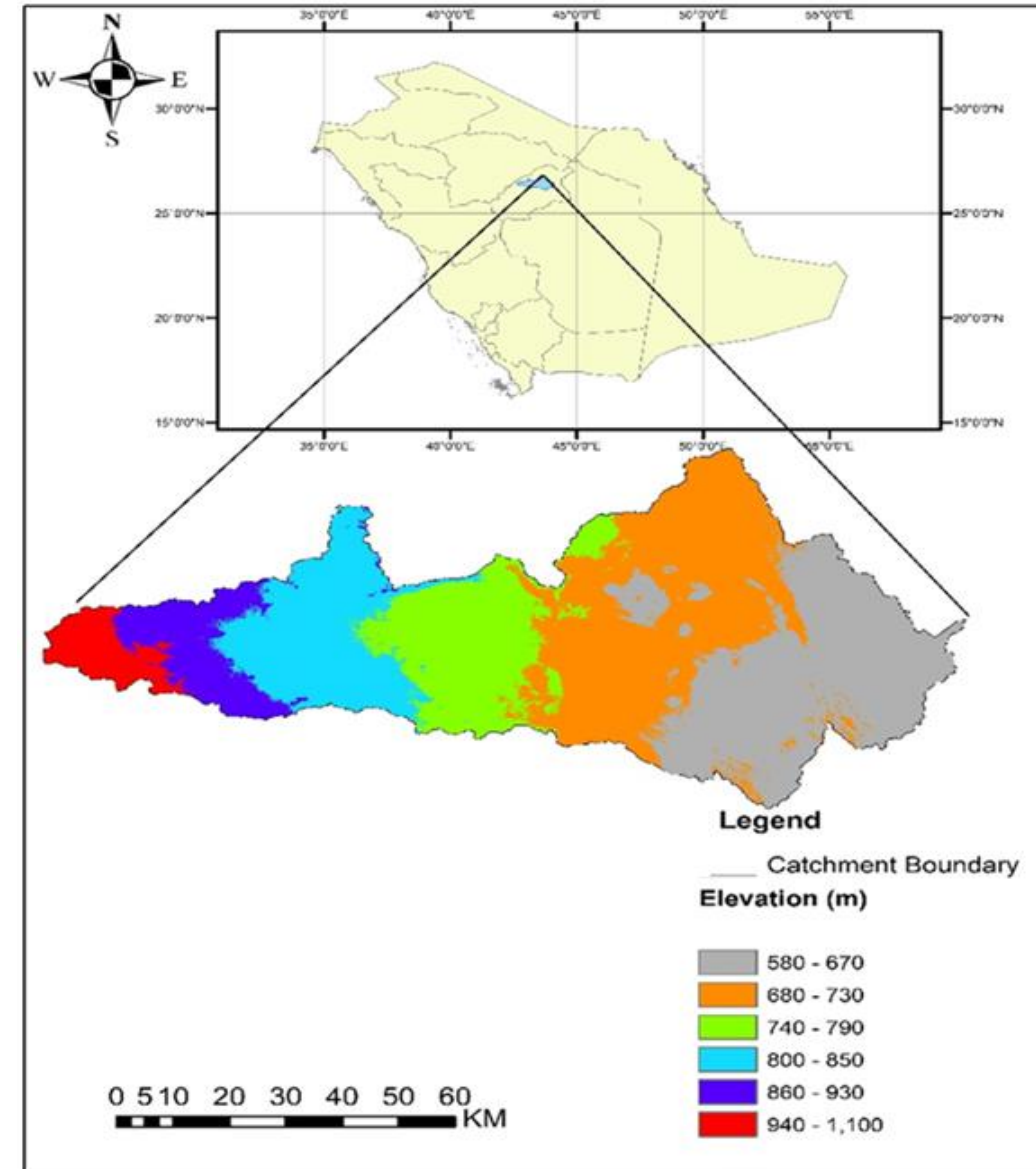 N
W E
S
35°0'0"E 40°0'0"E 45°0'0"E 50°0'0"E 55°0'0"E
30°0'0"N 30°0'0"N
25°0'0"N 25°0'0"N
20°0'0"N 20°0'0"N
15°0'0"N 15°0'0"N
35°0'0"E 40°0'0"E 45°0'0"E 50°0'0"E 55°0'0"E
Legend
Catchment Boundary
Elevation (m)
580 - 670
680 - 730
740 - 790
800 - 850
860 - 930
940 - 1,100
0 5 10 20 30 40 50 60
KM